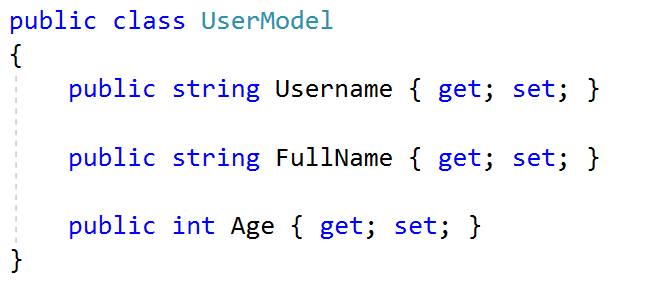 public class UserModel
{
    public string Username { get; set; }
    public string FullName { get; set; }
    public int Age { get; set; }
}